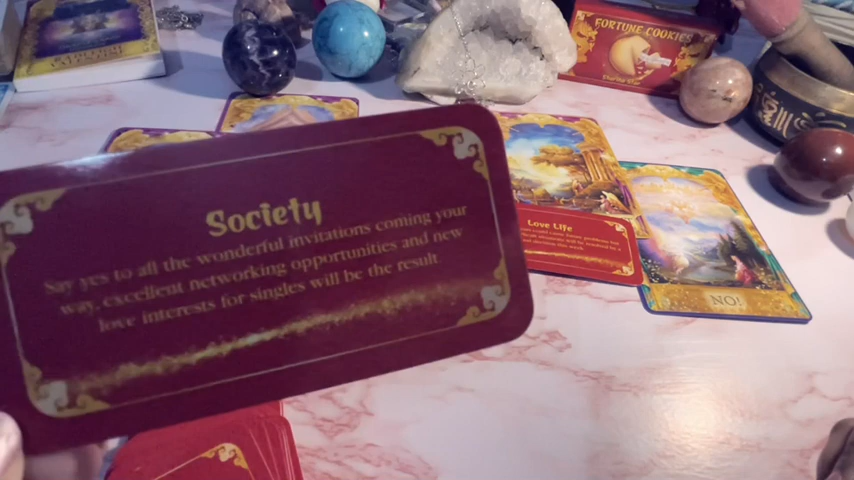 FORTUNE COOKIES
Society
Say yes to all the wonderful invitations coming your
way, excellent networking opportunities and new
love interests for singles will be the result
Love Life
NO!